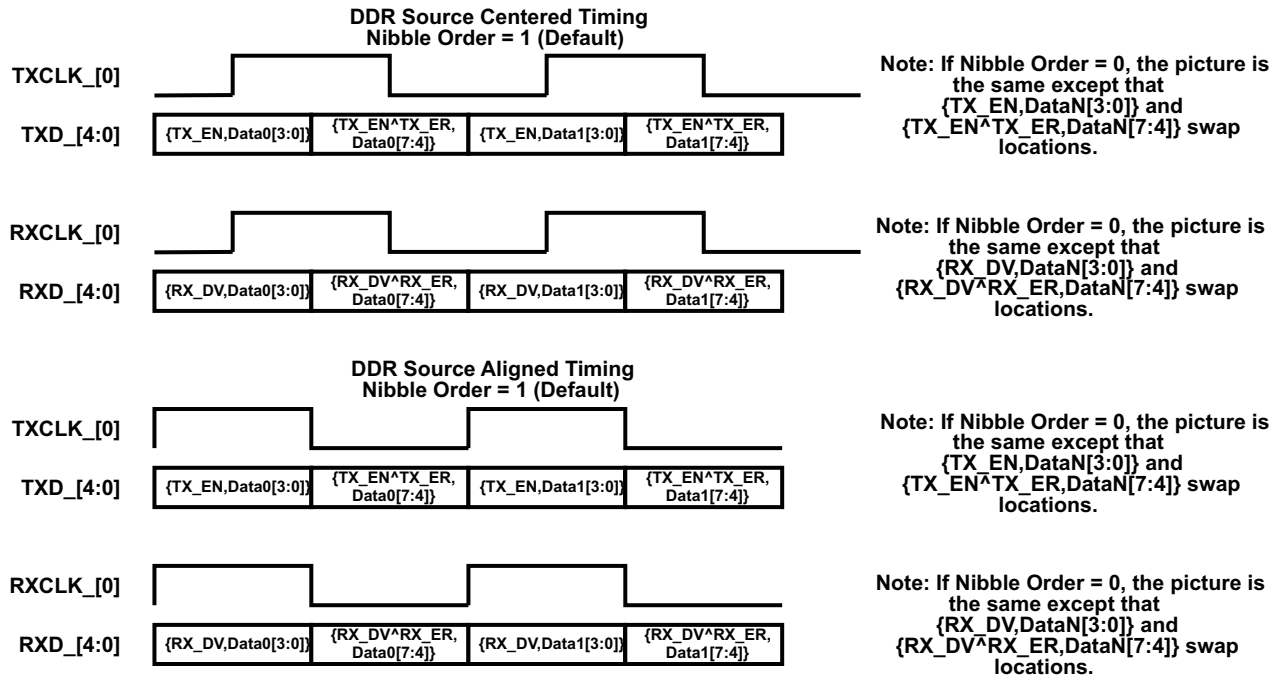 DDR Source Centered Timing
Nibble Order = 1 (Default)
TXCLK_[0]
Note: If Nibble Order = 0, the picture is
the same except that
{TX_EN,DataN[3:0]} and
{TX_EN^TX_ER,DataN[7:4]} swap
locations.
TXD_[4:0]
{TX_EN,Data0[3:0]}
{TX_EN^TX_ER,
Data0[7:4]}
{TX_EN,Data1[3:0]}
{TX_EN^TX_ER,
Data1[7:4]}
RXCLK_[0]
Note: If Nibble Order = 0, the picture is
the same except that
{RX_DV,DataN[3:0]} and
{RX_DV^RX_ER,DataN[7:4]} swap
locations.
RXD_[4:0]
{RX_DV,Data0[3:0]}
{RX_DV^RX_ER,
Data0[7:4]}
{RX_DV,Data1[3:0]}
{RX_DV^RX_ER,
Data1[7:4]}
DDR Source Aligned Timing
Nibble Order = 1 (Default)
TXCLK_[0]
Note: If Nibble Order = 0, the picture is
the same except that
{TX_EN,DataN[3:0]} and
{TX_EN^TX_ER,DataN[7:4]} swap
locations.
TXD_[4:0]
{TX_EN,Data0[3:0]}
{TX_EN^TX_ER,
Data0[7:4]}
{TX_EN,Data1[3:0]}
{TX_EN^TX_ER,
Data1[7:4]}
RXCLK_[0]
Note: If Nibble Order = 0, the picture is
the same except that
{RX_DV,DataN[3:0]} and
{RX_DV^RX_ER,DataN[7:4]} swap
locations.
RXD_[4:0]
{RX_DV,Data0[3:0]}
{RX_DV^RX_ER,
Data0[7:4]}
{RX_DV,Data1[3:0]}
{RX_DV^RX_ER,
Data1[7:4]}